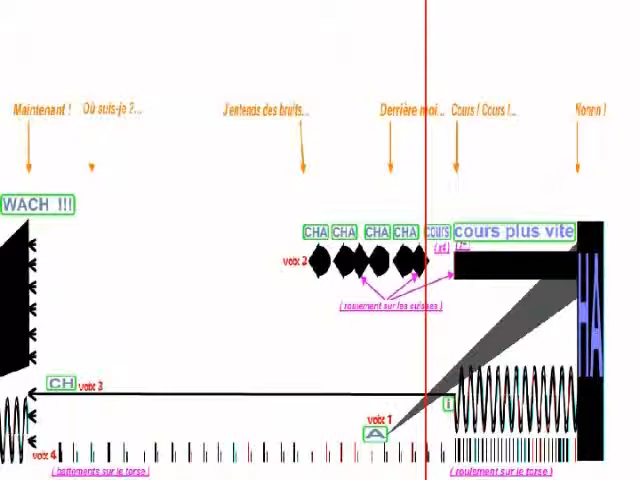 Maintenant ! Où suis-je ?... J'entends des bruits... Derrière moi... Cours ! Cours !... Nonnn !
WACH !!!
CHA CHA CHA CHA cours cours plus vite
voix 2
( roulement sur les cuisses )
HA
CH voix 3
voix 1
A
voix 4
( battements sur le torse ) ( roulement sur le torse )